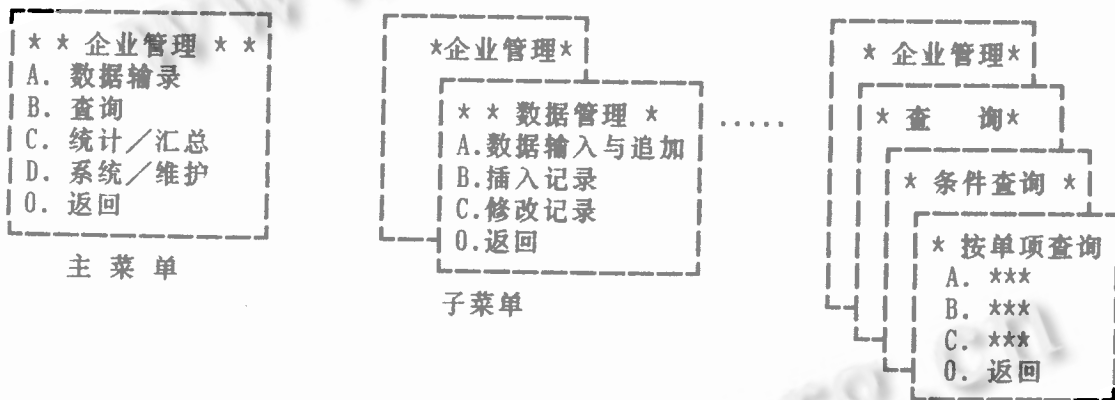 * * 企业管理 * *
A. 数据输录
B. 查询
C. 统计／汇总
D. 系统／维护
0. 返回
主 菜 单
*企业管理*
* * 数据管理 *
A.数据输入与追加
B.插入记录
C.修改记录
0.返回
子菜单
.....
* 企业管理*
* 查 询*
* 条件查询 *
* 按单项查询
A. ***
B. ***
C. ***
0. 返回